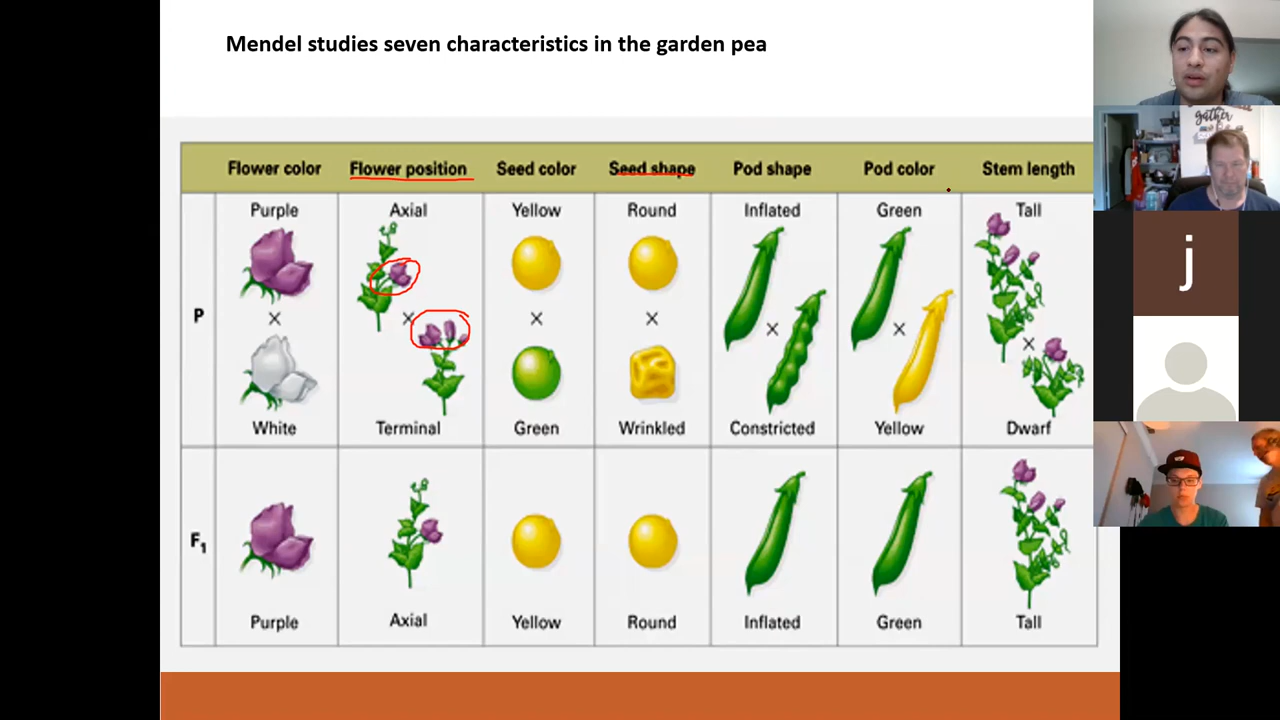 Mendel studies seven characteristics in the garden pea
Flower color Flower position Seed color Seed shape Pod shape Pod color Stem length
P
Purple Axial Yellow Round Inflated Green Tall
× × × × × × ×
White Terminal Green Wrinkled Constricted Yellow Dwarf
F1
Purple Axial Yellow Round Inflated Green Tall
gather
j